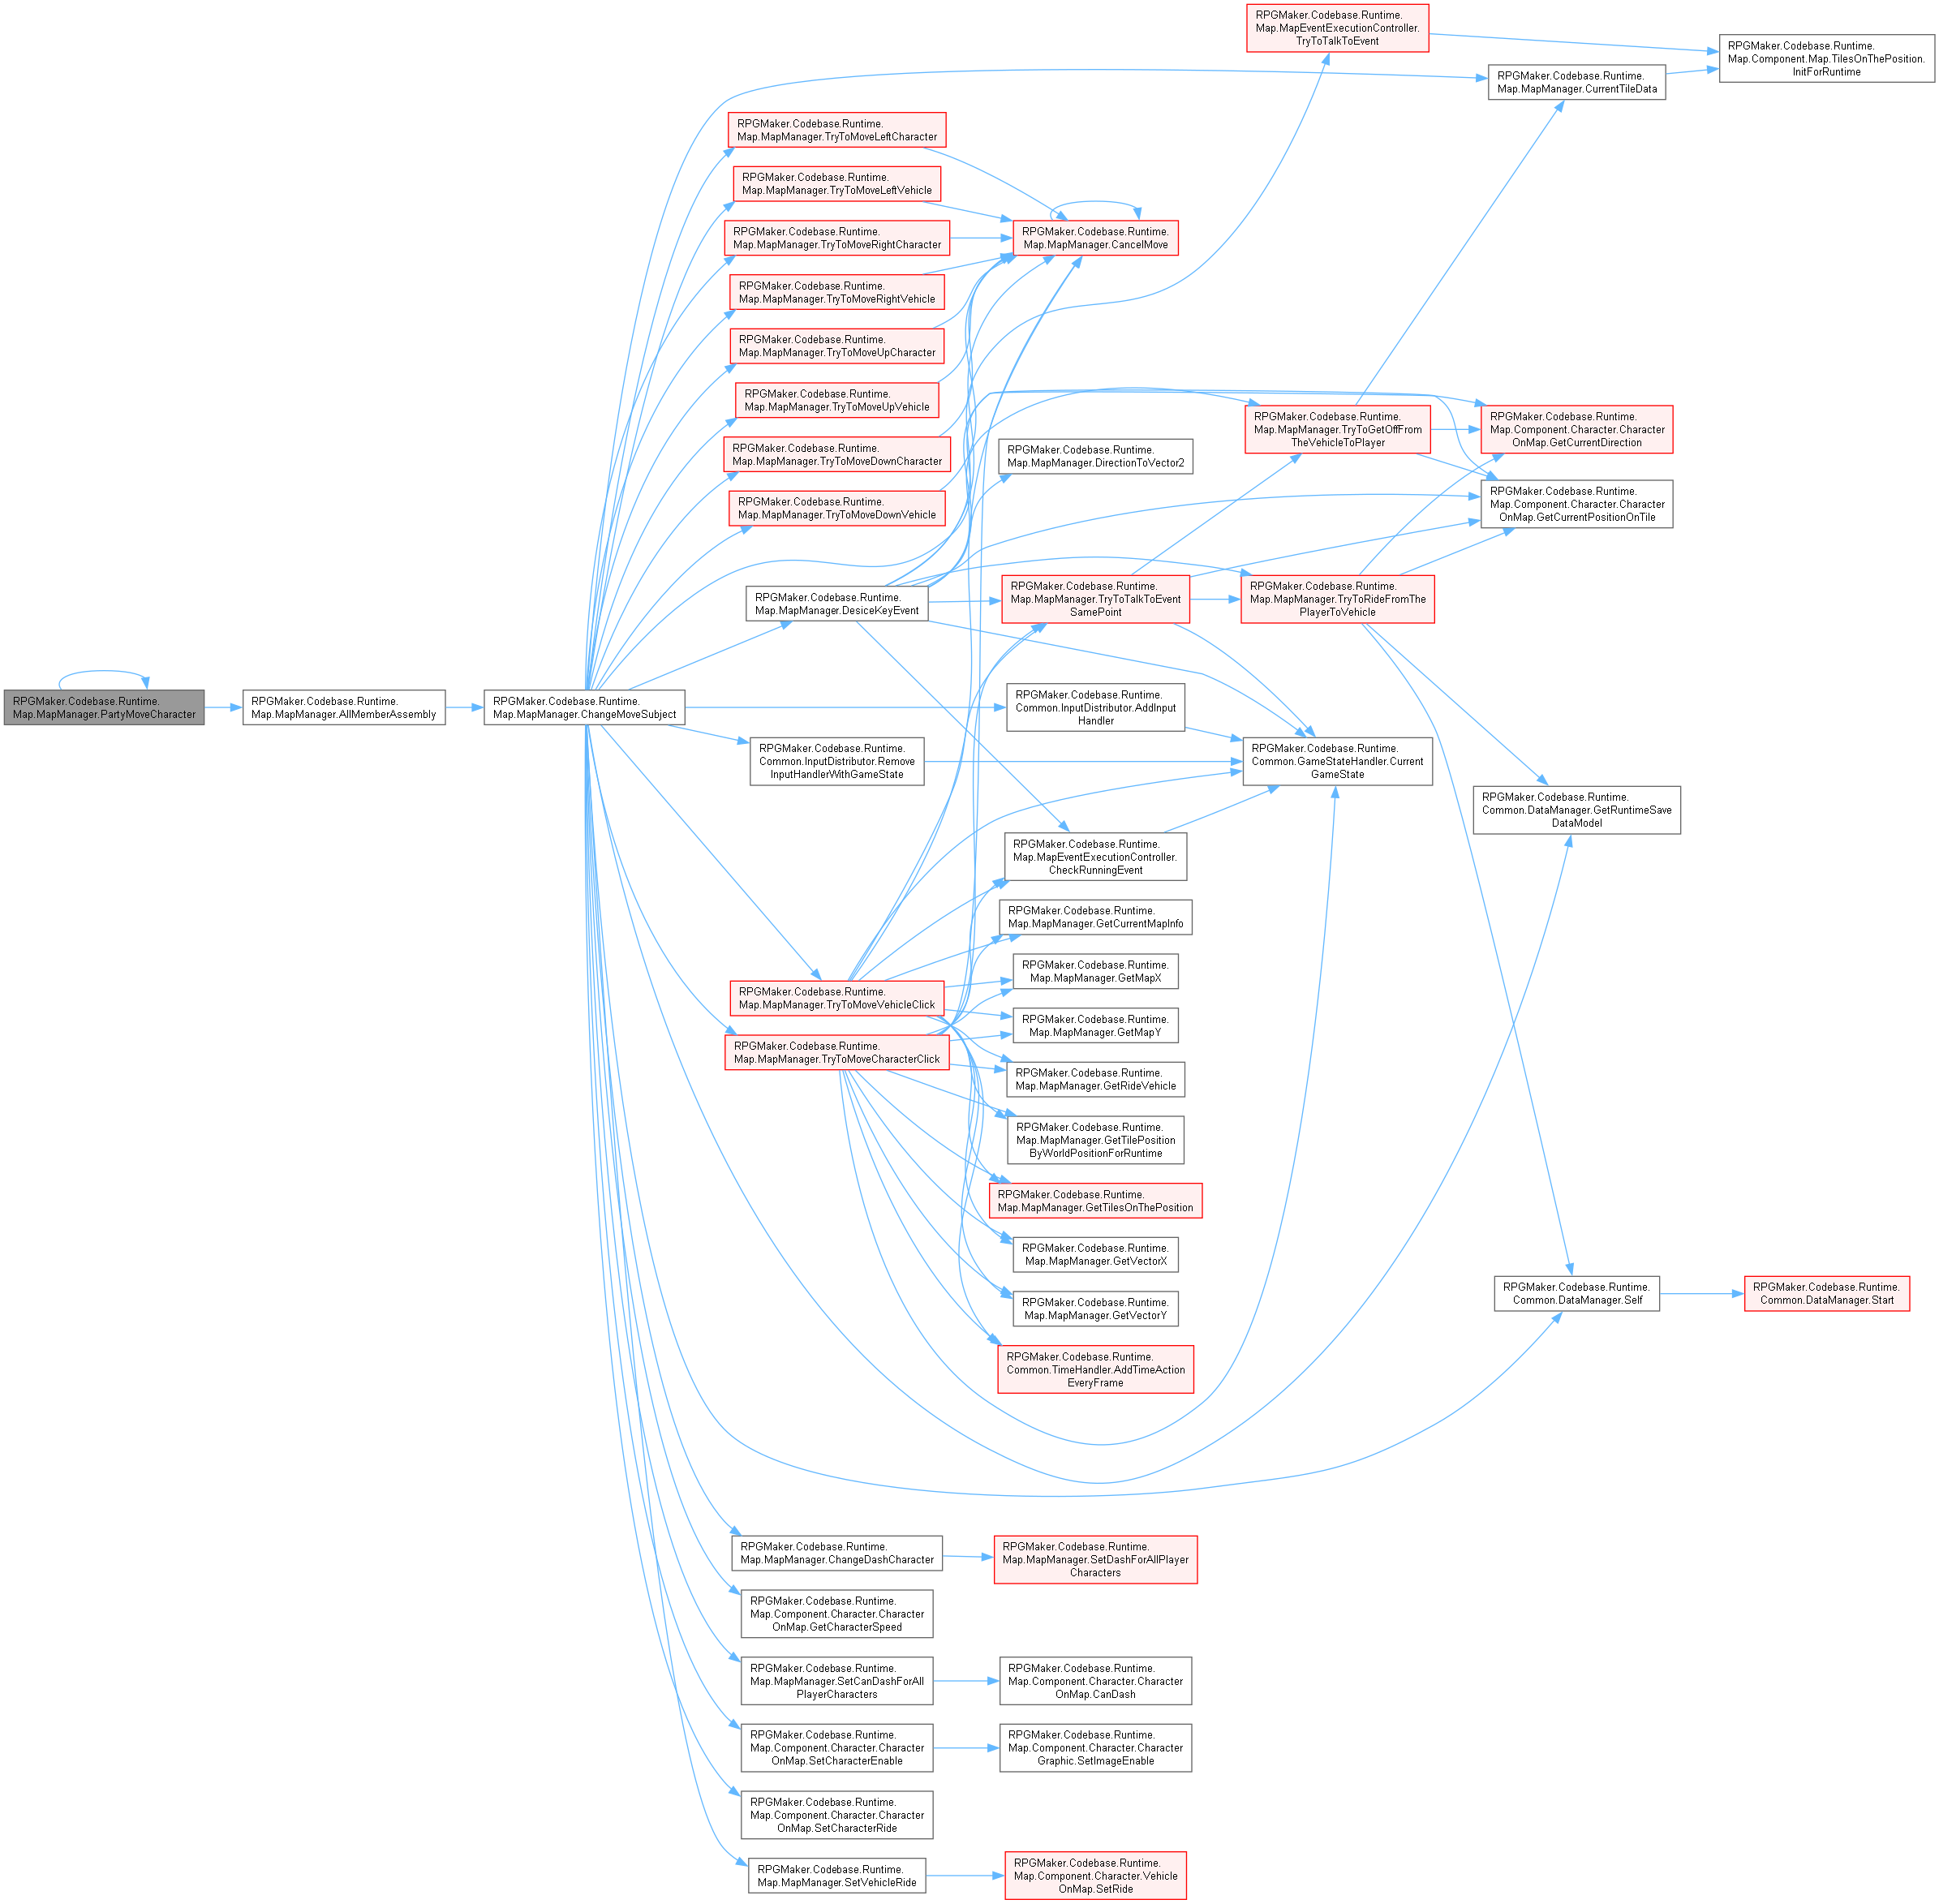 RPGMaker.Codebase.Runtime.
Map.MapManager.PartyMoveCharacter
RPGMaker.Codebase.Runtime.
Map.MapManager.AllMemberAssembly
RPGMaker.Codebase.Runtime.
Map.MapManager.ChangeMoveSubject
RPGMaker.Codebase.Runtime.
Map.MapManager.TryToMoveLeftCharacter
RPGMaker.Codebase.Runtime.
Map.MapManager.TryToMoveLeftVehicle
RPGMaker.Codebase.Runtime.
Map.MapManager.TryToMoveRightCharacter
RPGMaker.Codebase.Runtime.
Map.MapManager.TryToMoveRightVehicle
RPGMaker.Codebase.Runtime.
Map.MapManager.TryToMoveUpCharacter
RPGMaker.Codebase.Runtime.
Map.MapManager.TryToMoveUpVehicle
RPGMaker.Codebase.Runtime.
Map.MapManager.TryToMoveDownCharacter
RPGMaker.Codebase.Runtime.
Map.MapManager.TryToMoveDownVehicle
RPGMaker.Codebase.Runtime.
Map.MapManager.DesiceKeyEvent
RPGMaker.Codebase.Runtime.
Common.InputDistributor.Remove
InputHandlerWithGameState
RPGMaker.Codebase.Runtime.
Map.MapManager.TryToMoveVehicleClick
RPGMaker.Codebase.Runtime.
Map.MapManager.TryToMoveCharacterClick
RPGMaker.Codebase.Runtime.
Map.MapManager.ChangeDashCharacter
RPGMaker.Codebase.Runtime.
Map.Component.Character.Character
OnMap.GetCharacterSpeed
RPGMaker.Codebase.Runtime.
Map.MapManager.SetCanDashForAll
PlayerCharacters
RPGMaker.Codebase.Runtime.
Map.Component.Character.Character
OnMap.SetCharacterEnable
RPGMaker.Codebase.Runtime.
Map.Component.Character.Character
OnMap.SetCharacterRide
RPGMaker.Codebase.Runtime.
Map.MapManager.SetVehicleRide
RPGMaker.Codebase.Runtime.
Map.MapManager.CancelMove
RPGMaker.Codebase.Runtime.
Map.MapManager.DirectionToVector2
RPGMaker.Codebase.Runtime.
Map.MapManager.TryToTalkToEvent
SamePoint
RPGMaker.Codebase.Runtime.
Common.InputDistributor.AddInput
Handler
RPGMaker.Codebase.Runtime.
Map.MapEventExecutionController.
CheckRunningEvent
RPGMaker.Codebase.Runtime.
Map.MapManager.GetCurrentMapInfo
RPGMaker.Codebase.Runtime.
Map.MapManager.GetMapX
RPGMaker.Codebase.Runtime.
Map.MapManager.GetMapY
RPGMaker.Codebase.Runtime.
Map.MapManager.GetRideVehicle
RPGMaker.Codebase.Runtime.
Map.MapManager.GetTilePosition
ByWorldPositionForRuntime
RPGMaker.Codebase.Runtime.
Map.MapManager.GetTilesOnThePosition
RPGMaker.Codebase.Runtime.
Map.MapManager.GetVectorX
RPGMaker.Codebase.Runtime.
Map.MapManager.GetVectorY
RPGMaker.Codebase.Runtime.
Common.TimeHandler.AddTimeAction
EveryFrame
RPGMaker.Codebase.Runtime.
Map.MapManager.SetDashForAllPlayer
Characters
RPGMaker.Codebase.Runtime.
Map.Component.Character.Character
OnMap.CanDash
RPGMaker.Codebase.Runtime.
Map.Component.Character.Character
Graphic.SetImageEnable
RPGMaker.Codebase.Runtime.
Map.Component.Character.Vehicle
OnMap.SetRide
RPGMaker.Codebase.Runtime.
Map.MapEventExecutionController.
TryToTalkToEvent
RPGMaker.Codebase.Runtime.
Map.MapManager.TryToGetOffFrom
TheVehicleToPlayer
RPGMaker.Codebase.Runtime.
Map.MapManager.TryToRideFromThe
PlayerToVehicle
RPGMaker.Codebase.Runtime.
Common.GameStateHandler.Current
GameState
RPGMaker.Codebase.Runtime.
Map.MapManager.CurrentTileData
RPGMaker.Codebase.Runtime.
Map.Component.Character.Character
OnMap.GetCurrentDirection
RPGMaker.Codebase.Runtime.
Map.Component.Character.Character
OnMap.GetCurrentPositionOnTile
RPGMaker.Codebase.Runtime.
Common.DataManager.GetRuntimeSave
DataModel
RPGMaker.Codebase.Runtime.
Common.DataManager.Self
RPGMaker.Codebase.Runtime.
Map.Component.Map.TilesOnThePosition.
InitForRuntime
RPGMaker.Codebase.Runtime.
Common.DataManager.Start